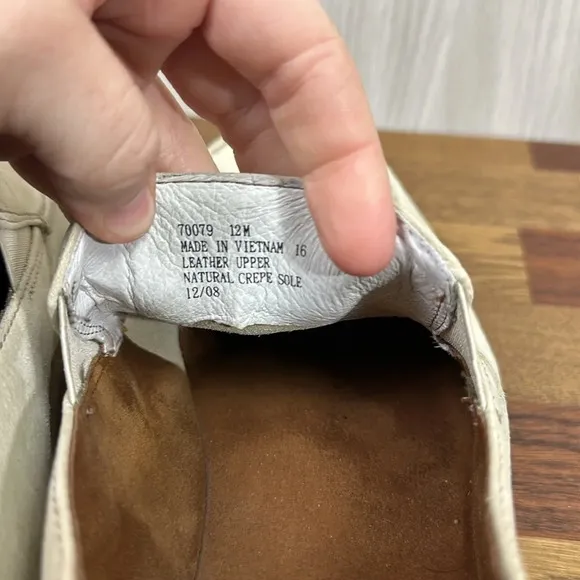 70079 12M
MADE IN VIETNAM 16
LEATHER UPPER
NATURAL CREPE SOLE
12/08